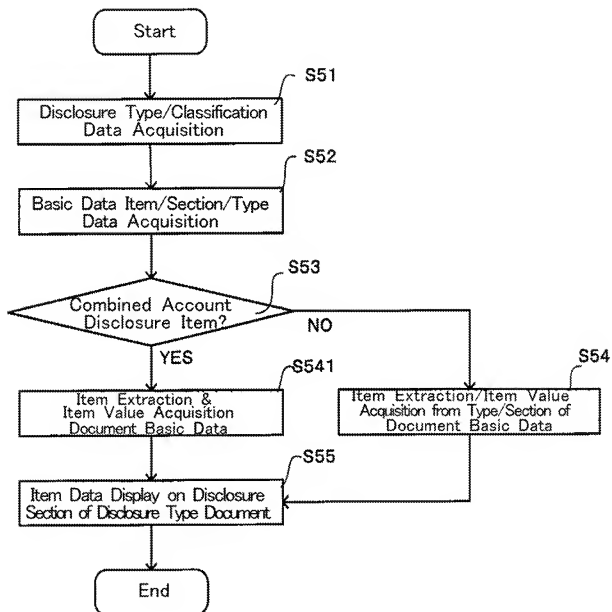 Start
S51
Disclosure Type/Classification
Data Acquisition
S52
Basic Data Item/Section/Type
Data Acquisition
S53
Combined Account
Disclosure Item?
NO
YES
S541
Item Extraction &
Item Value Acquisition
Document Basic Data
S54
Item Extraction/Item Value
Acquisition from Type/Section of
Document Basic Data
S55
Item Data Display on Disclosure
Section of Disclosure Type Document
End